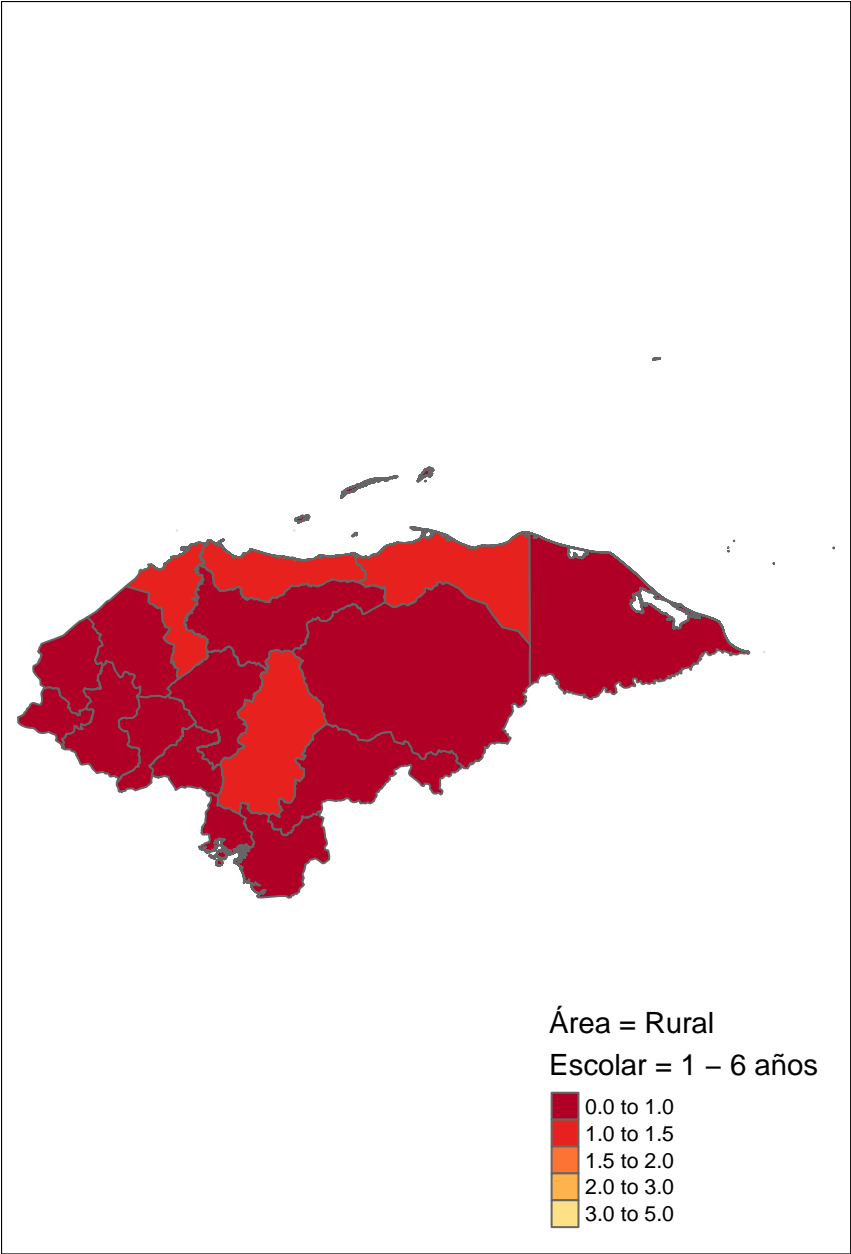 Área = Rural
Escolar = 1 – 6 años
0.0 to 1.0
1.0 to 1.5
1.5 to 2.0
2.0 to 3.0
3.0 to 5.0